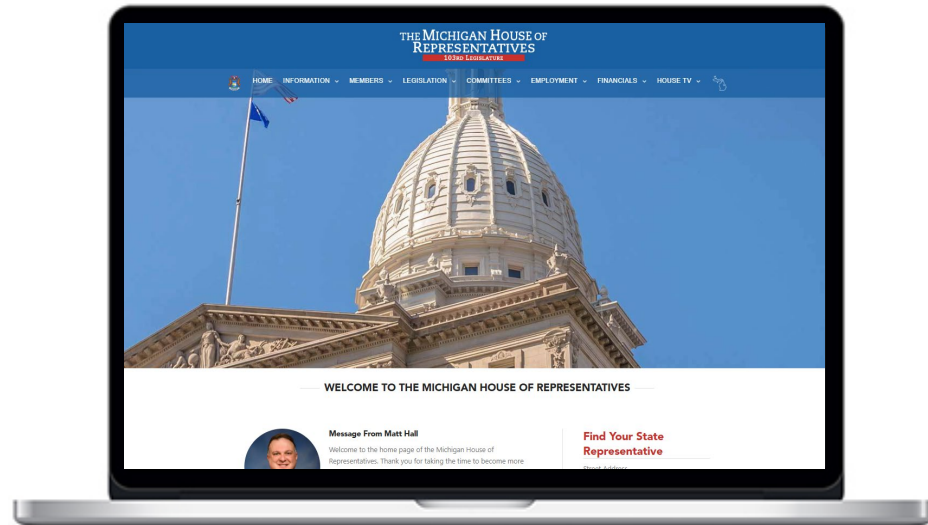 THE MICHIGAN HOUSE OF
REPRESENTATIVES
103RD LEGISLATURE
HOME INFORMATION MEMBERS LEGISLATION COMMITTEES EMPLOYMENT FINANCIALS HOUSE TV
WELCOME TO THE MICHIGAN HOUSE OF REPRESENTATIVES
Message From Matt Hall
Welcome to the home page of the Michigan House of
Representatives. Thank you for taking the time to become more
Find Your State
Representative
Street Address